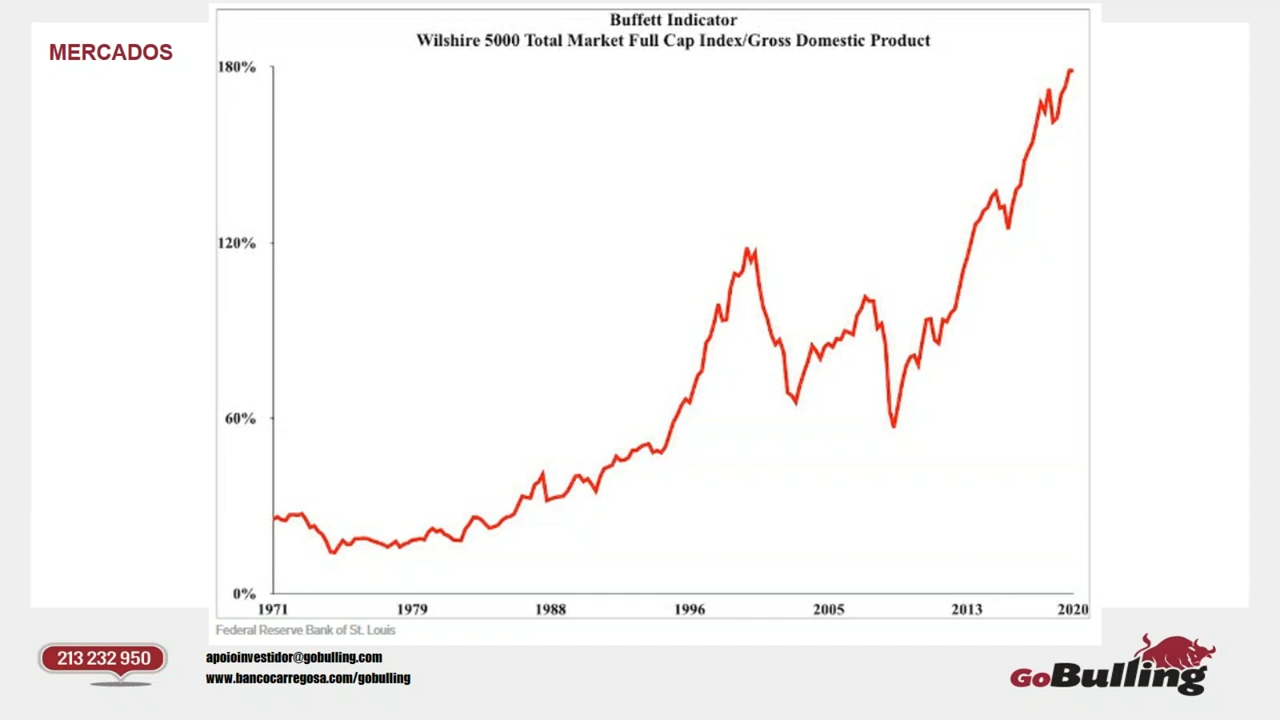 MERCADOS
Buffett Indicator
Wilshire 5000 Total Market Full Cap Index/Gross Domestic Product
180%
120%
60%
0%
1971 1979 1988 1996 2005 2013 2020
Federal Reserve Bank of St. Louis
213 232 950
apoioinvestidor@gobulling.com
www.bancocarregosa.com/gobulling
GoBulling